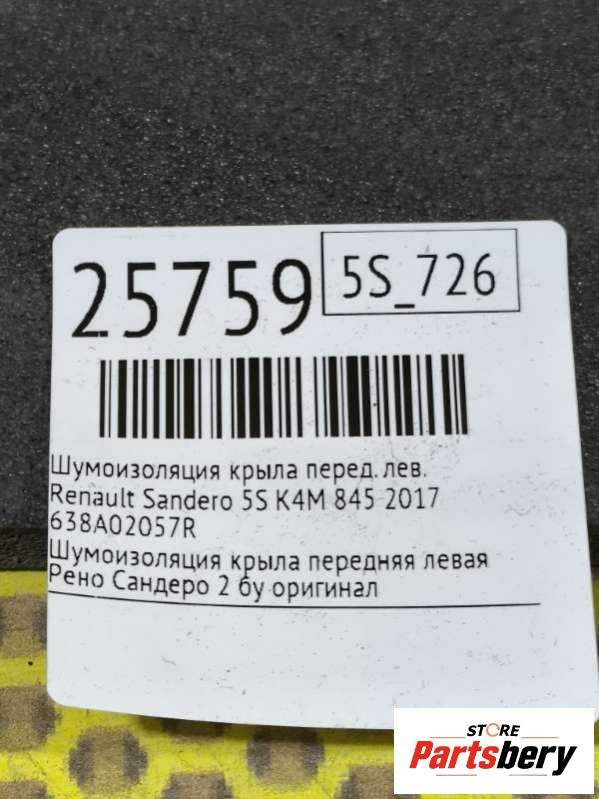 25759
5S_726
Шумоизоляция крыла перед. лев.
Renault Sandero 5S K4M 845 2017
638A02057R
Шумоизоляция крыла передняя левая
Рено Сандеро 2 бу оригинал
STORE
Partsbery